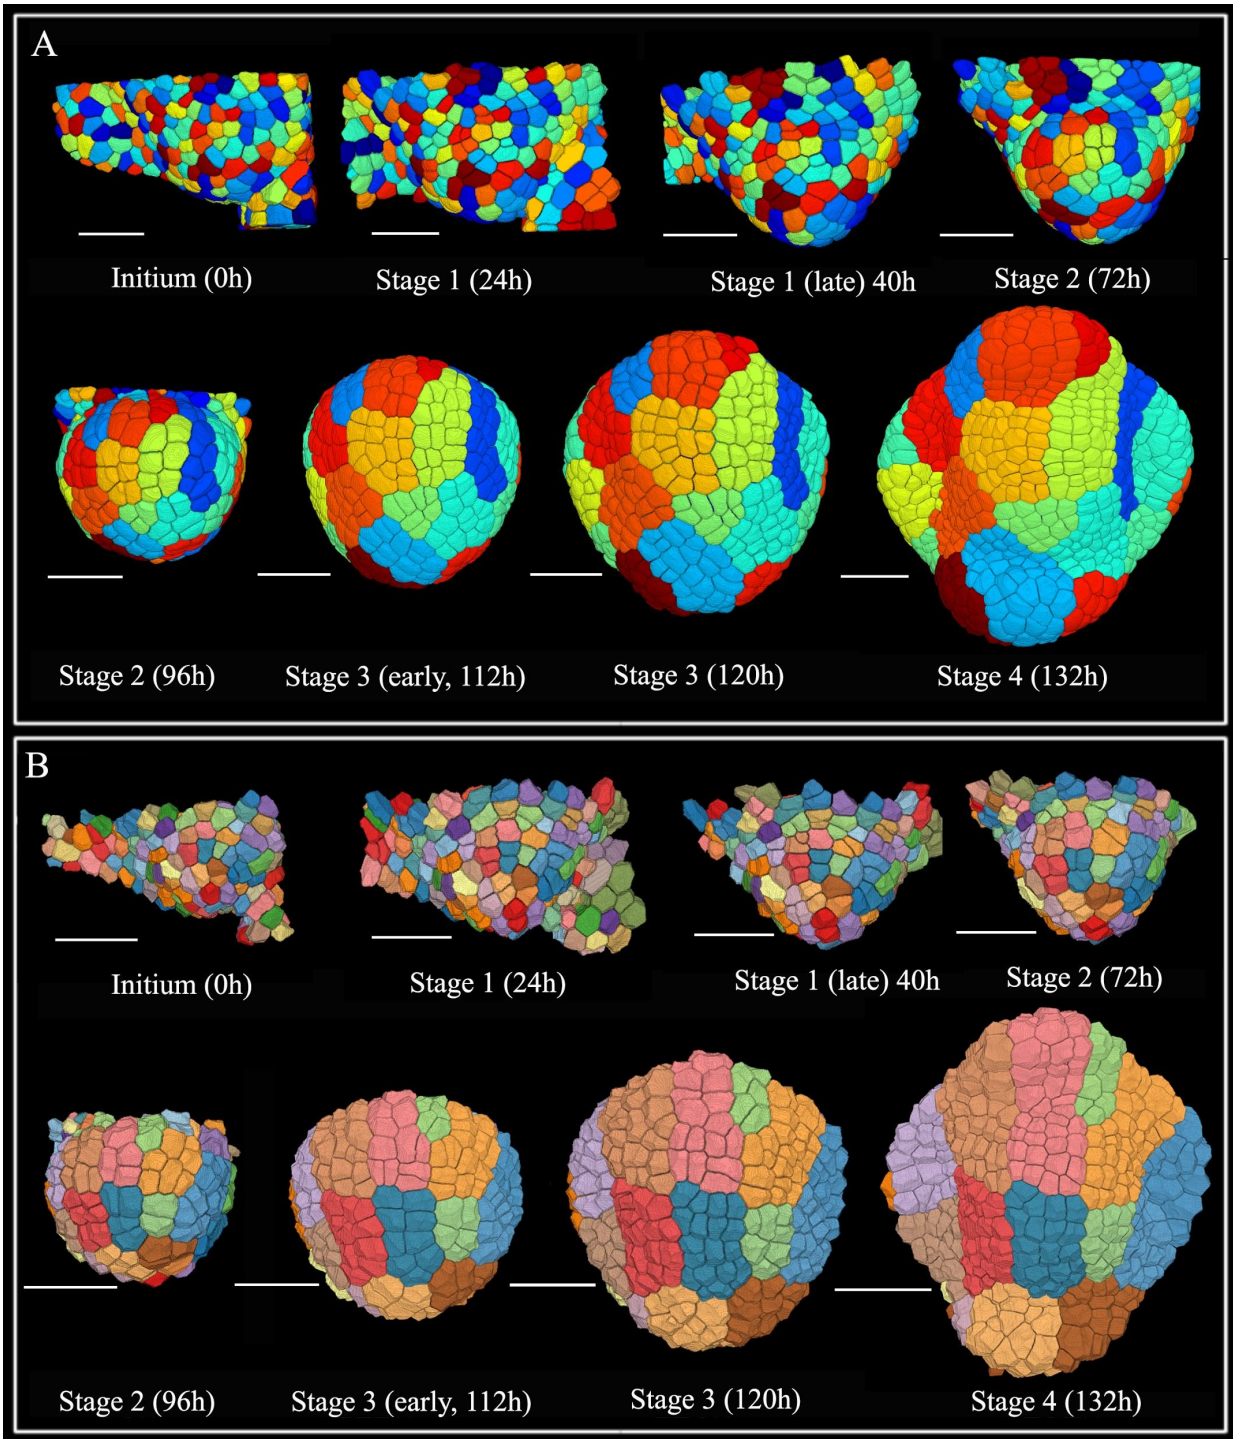 A
Initium (0h)
Stage 1 (24h)
Stage 1 (late) 40h
Stage 2 (72h)
Stage 2 (96h)
Stage 3 (early, 112h)
Stage 3 (120h)
Stage 4 (132h)
B
Initium (0h)
Stage 1 (24h)
Stage 1 (late) 40h
Stage 2 (72h)
Stage 2 (96h)
Stage 3 (early, 112h)
Stage 3 (120h)
Stage 4 (132h)